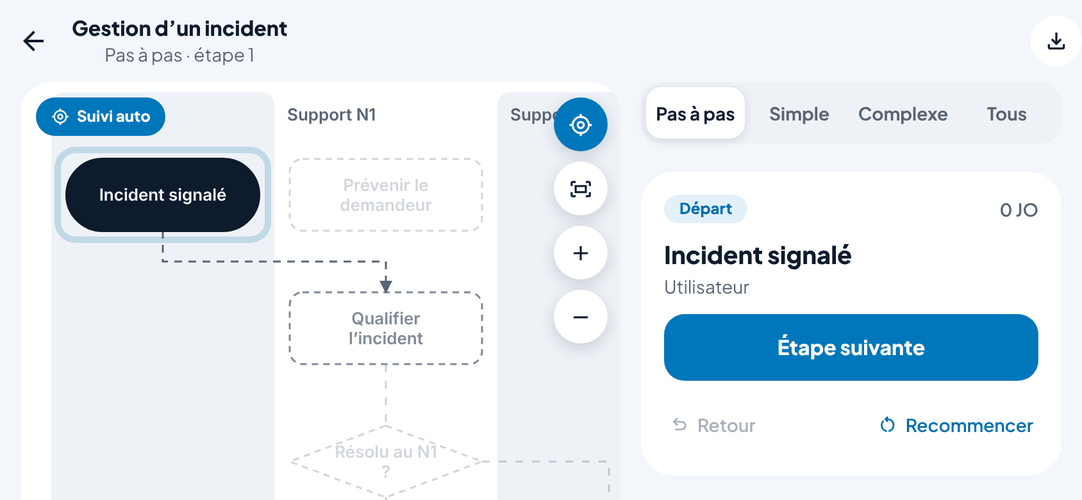 Gestion d’un incident
Pas à pas · étape 1
Suivi auto
Support N1
Incident signalé
Prévenir le
demandeur
Qualifier
l’incident
Résolu au N1
?
Pas à pas
Simple
Complexe
Tous
Départ
0 JO
Incident signalé
Utilisateur
Étape suivante
Retour
Recommencer